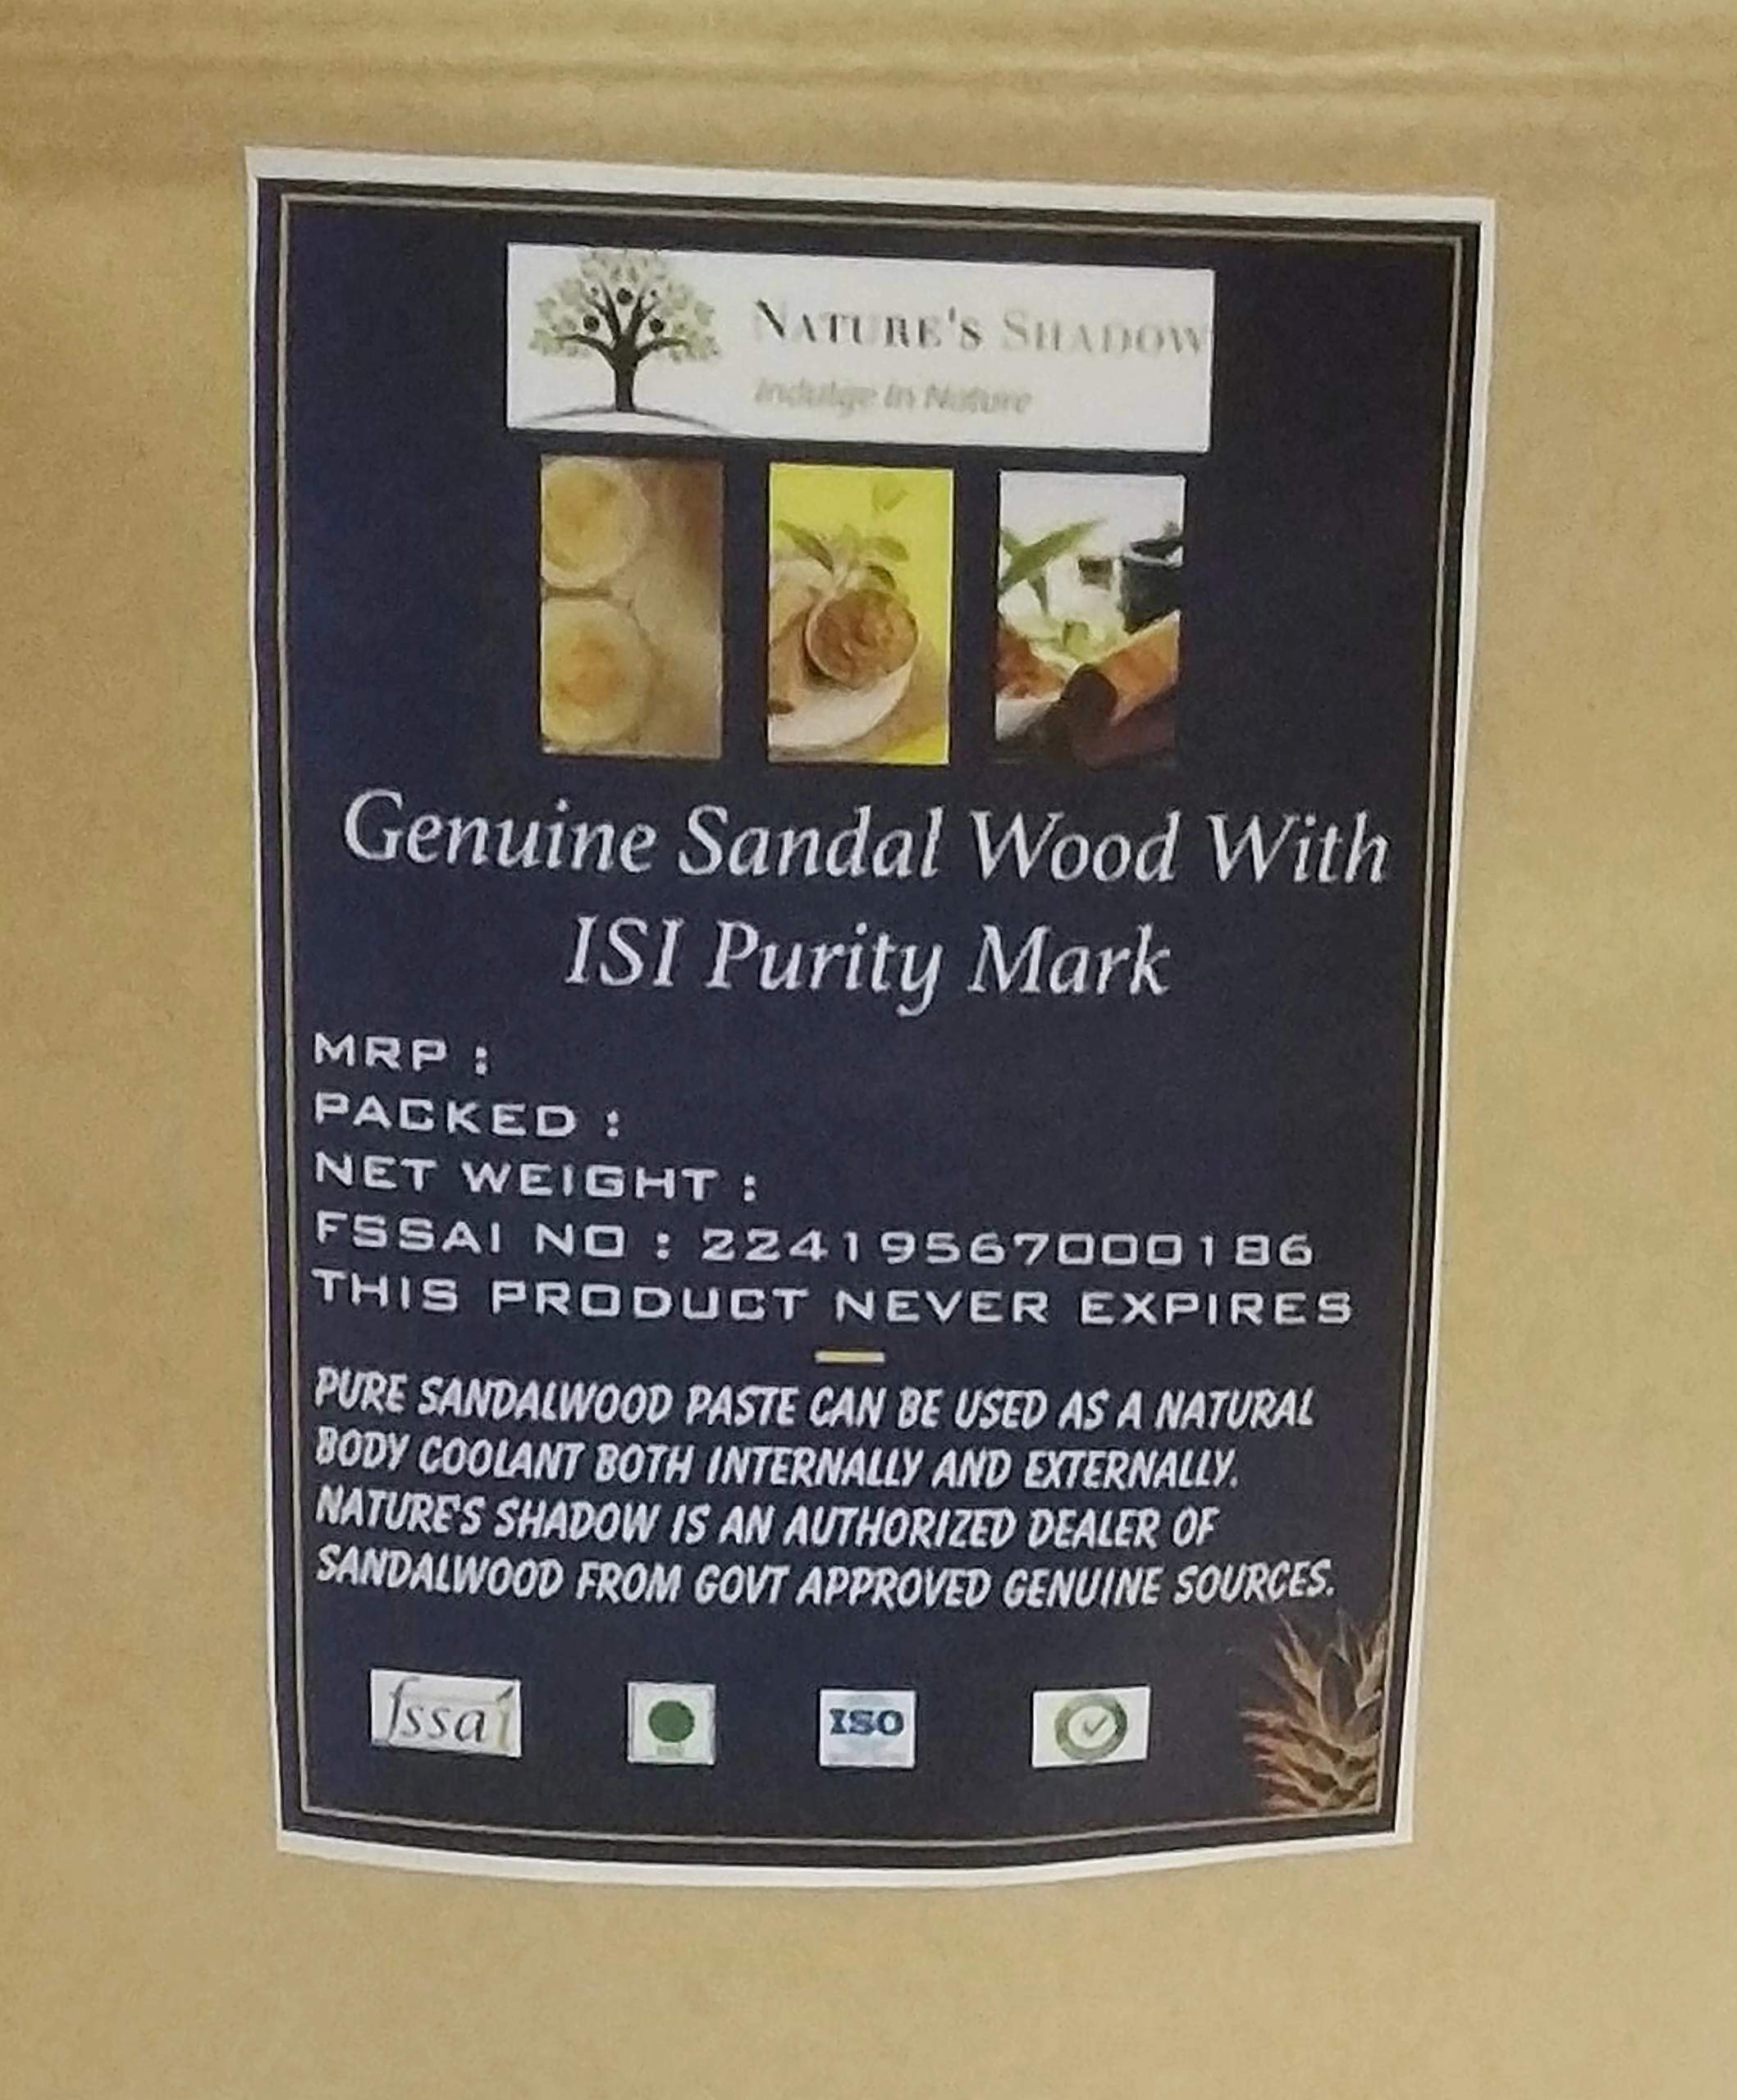 NATURE'S SHADOW
Indulge In Nature
Genuine Sandal Wood With
ISI Purity Mark
MRP :
PACKED :
NET WEIGHT :
FSSAI NO : 22419567000186
THIS PRODUCT NEVER EXPIRES
PURE SANDALWOOD PASTE CAN BE USED AS A NATURAL
BODY COOLANT BOTH INTERNALLY AND EXTERNALLY.
NATURE'S SHADOW IS AN AUTHORIZED DEALER OF
SANDALWOOD FROM GOVT APPROVED GENUINE SOURCES.
fssai
ISO